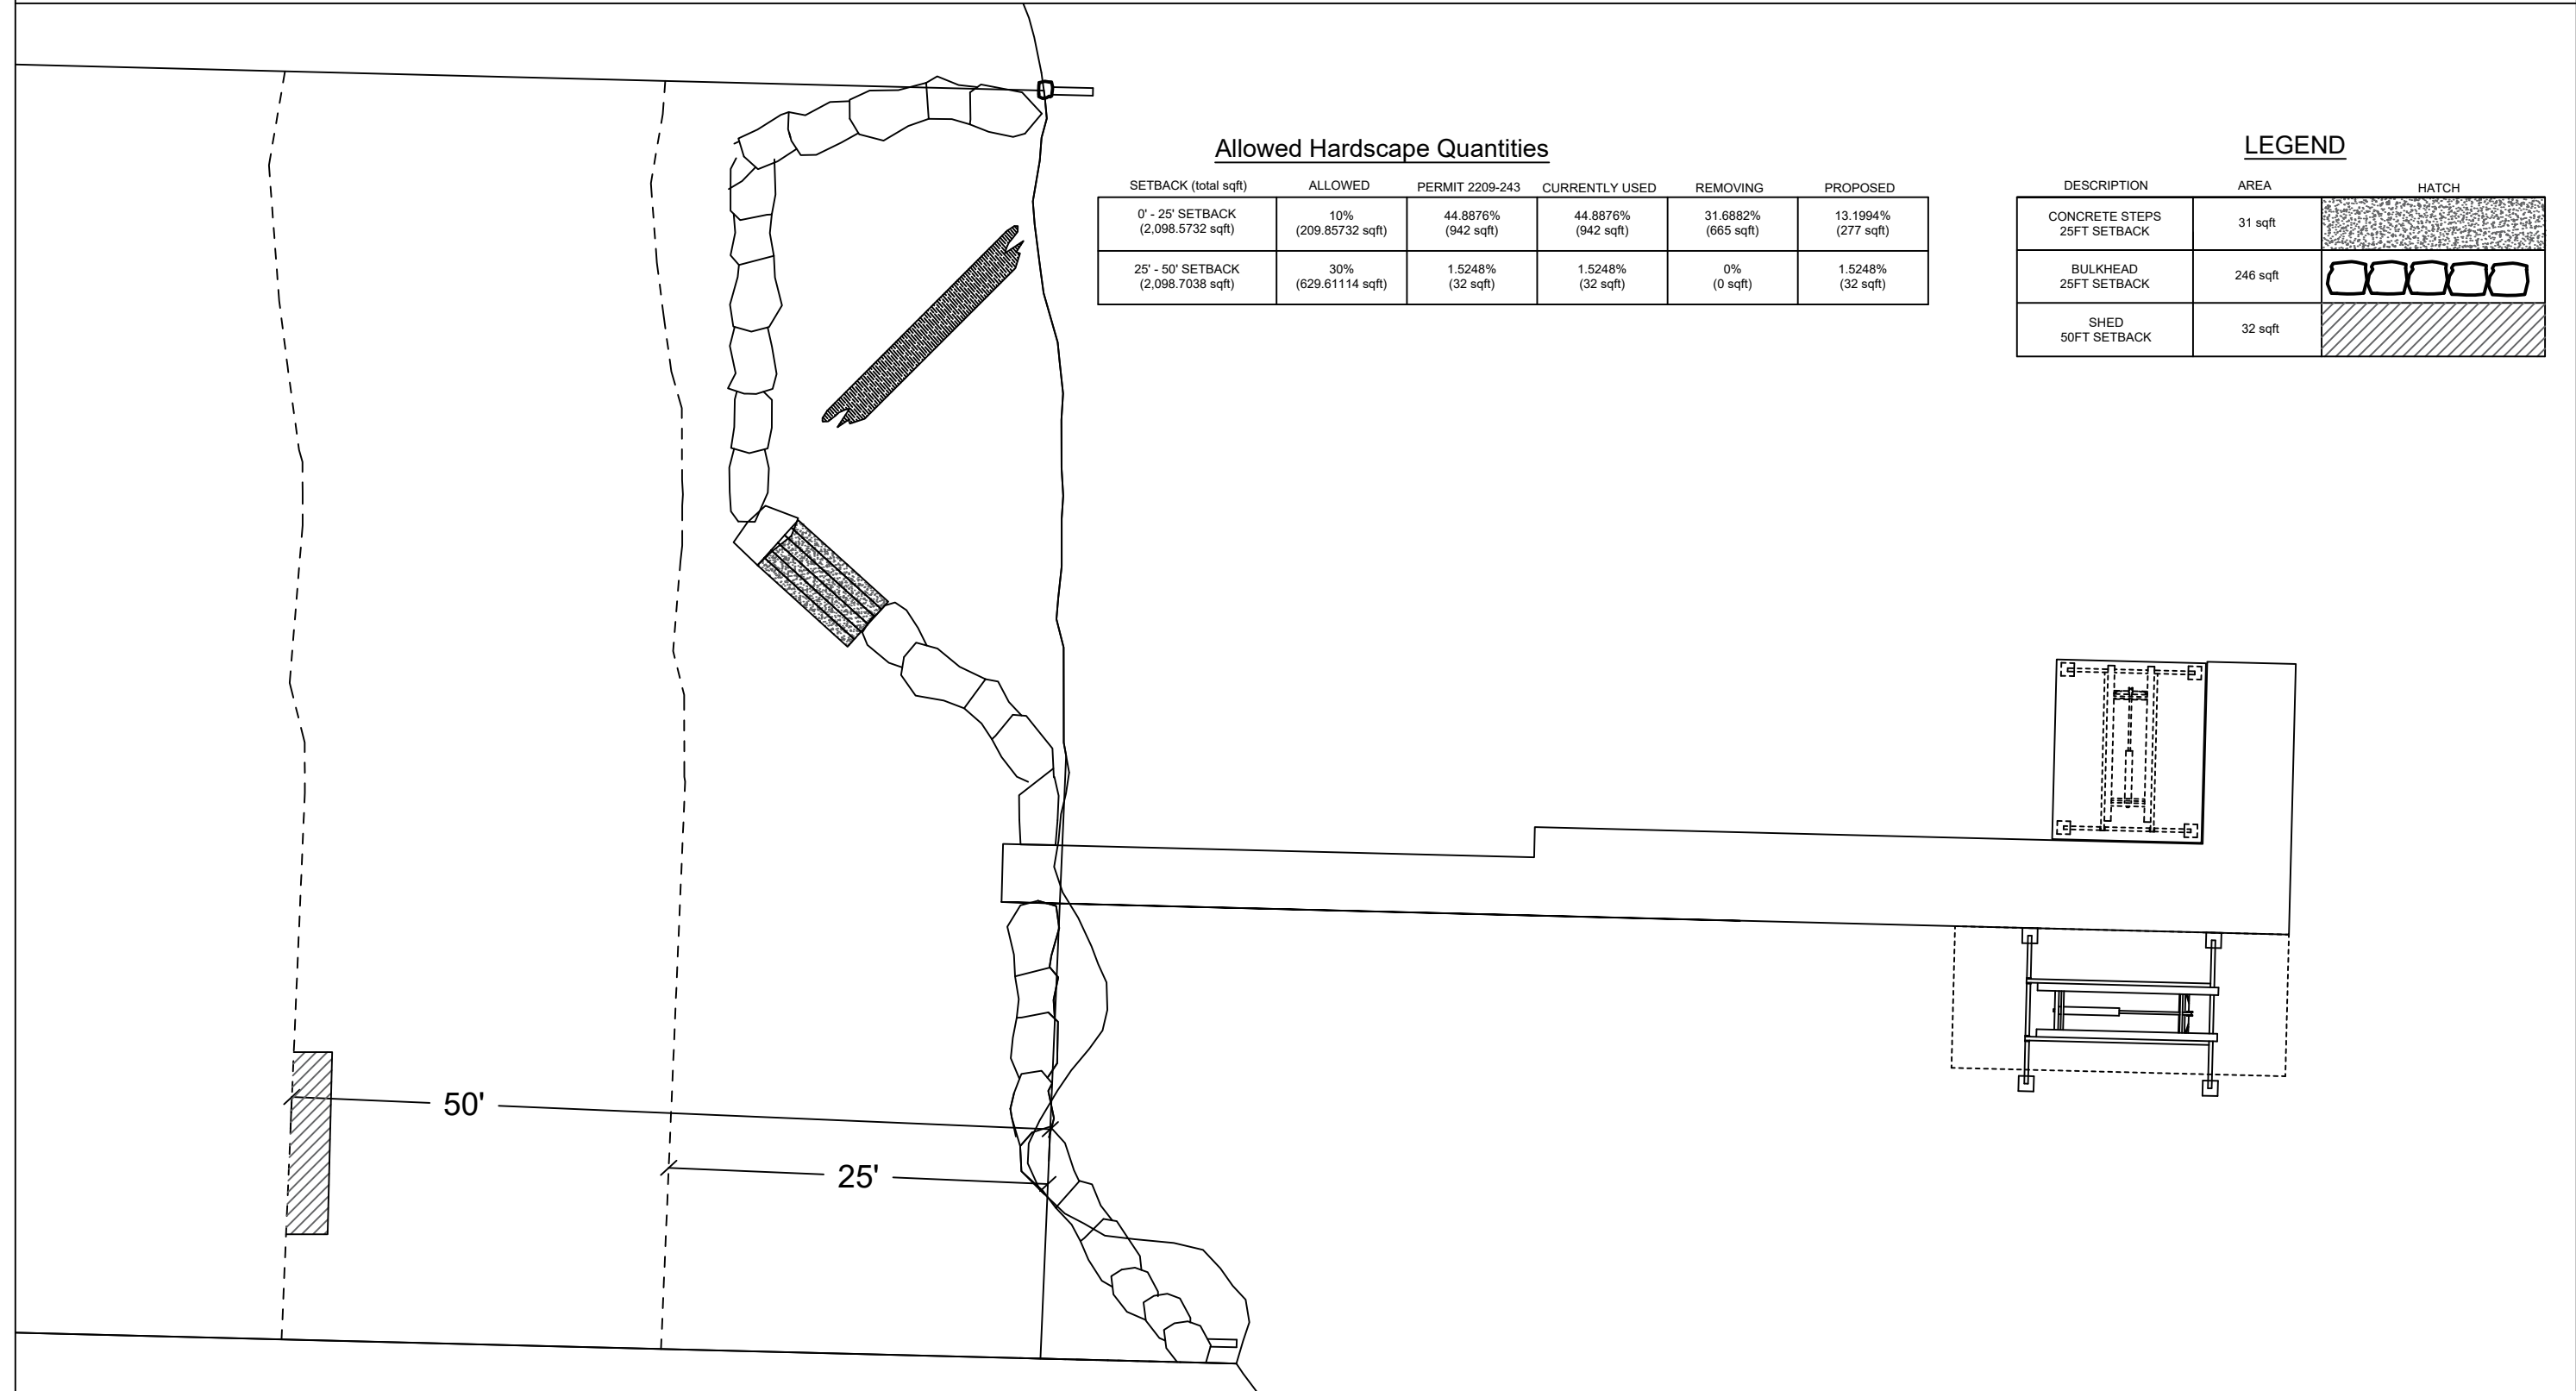 Allowed Hardscape Quantities
SETBACK (total sqft) ALLOWED PERMIT 2209-243 CURRENTLY USED REMOVING PROPOSED
0' - 25' SETBACK 10% 44.8876% 44.8876% 31.6882% 13.1994%
(2,098.5732 sqft) (209.85732 sqft) (942 sqft) (942 sqft) (665 sqft) (277 sqft)
25' - 50' SETBACK 30% 1.5248% 1.5248% 0% 1.5248%
(2,098.7038 sqft) (629.61114 sqft) (32 sqft) (32 sqft) (0 sqft) (32 sqft)
LEGEND
DESCRIPTION AREA HATCH
CONCRETE STEPS
25FT SETBACK
31 sqft
BULKHEAD
25FT SETBACK
246 sqft
SHED
50FT SETBACK
32 sqft
50'
25'